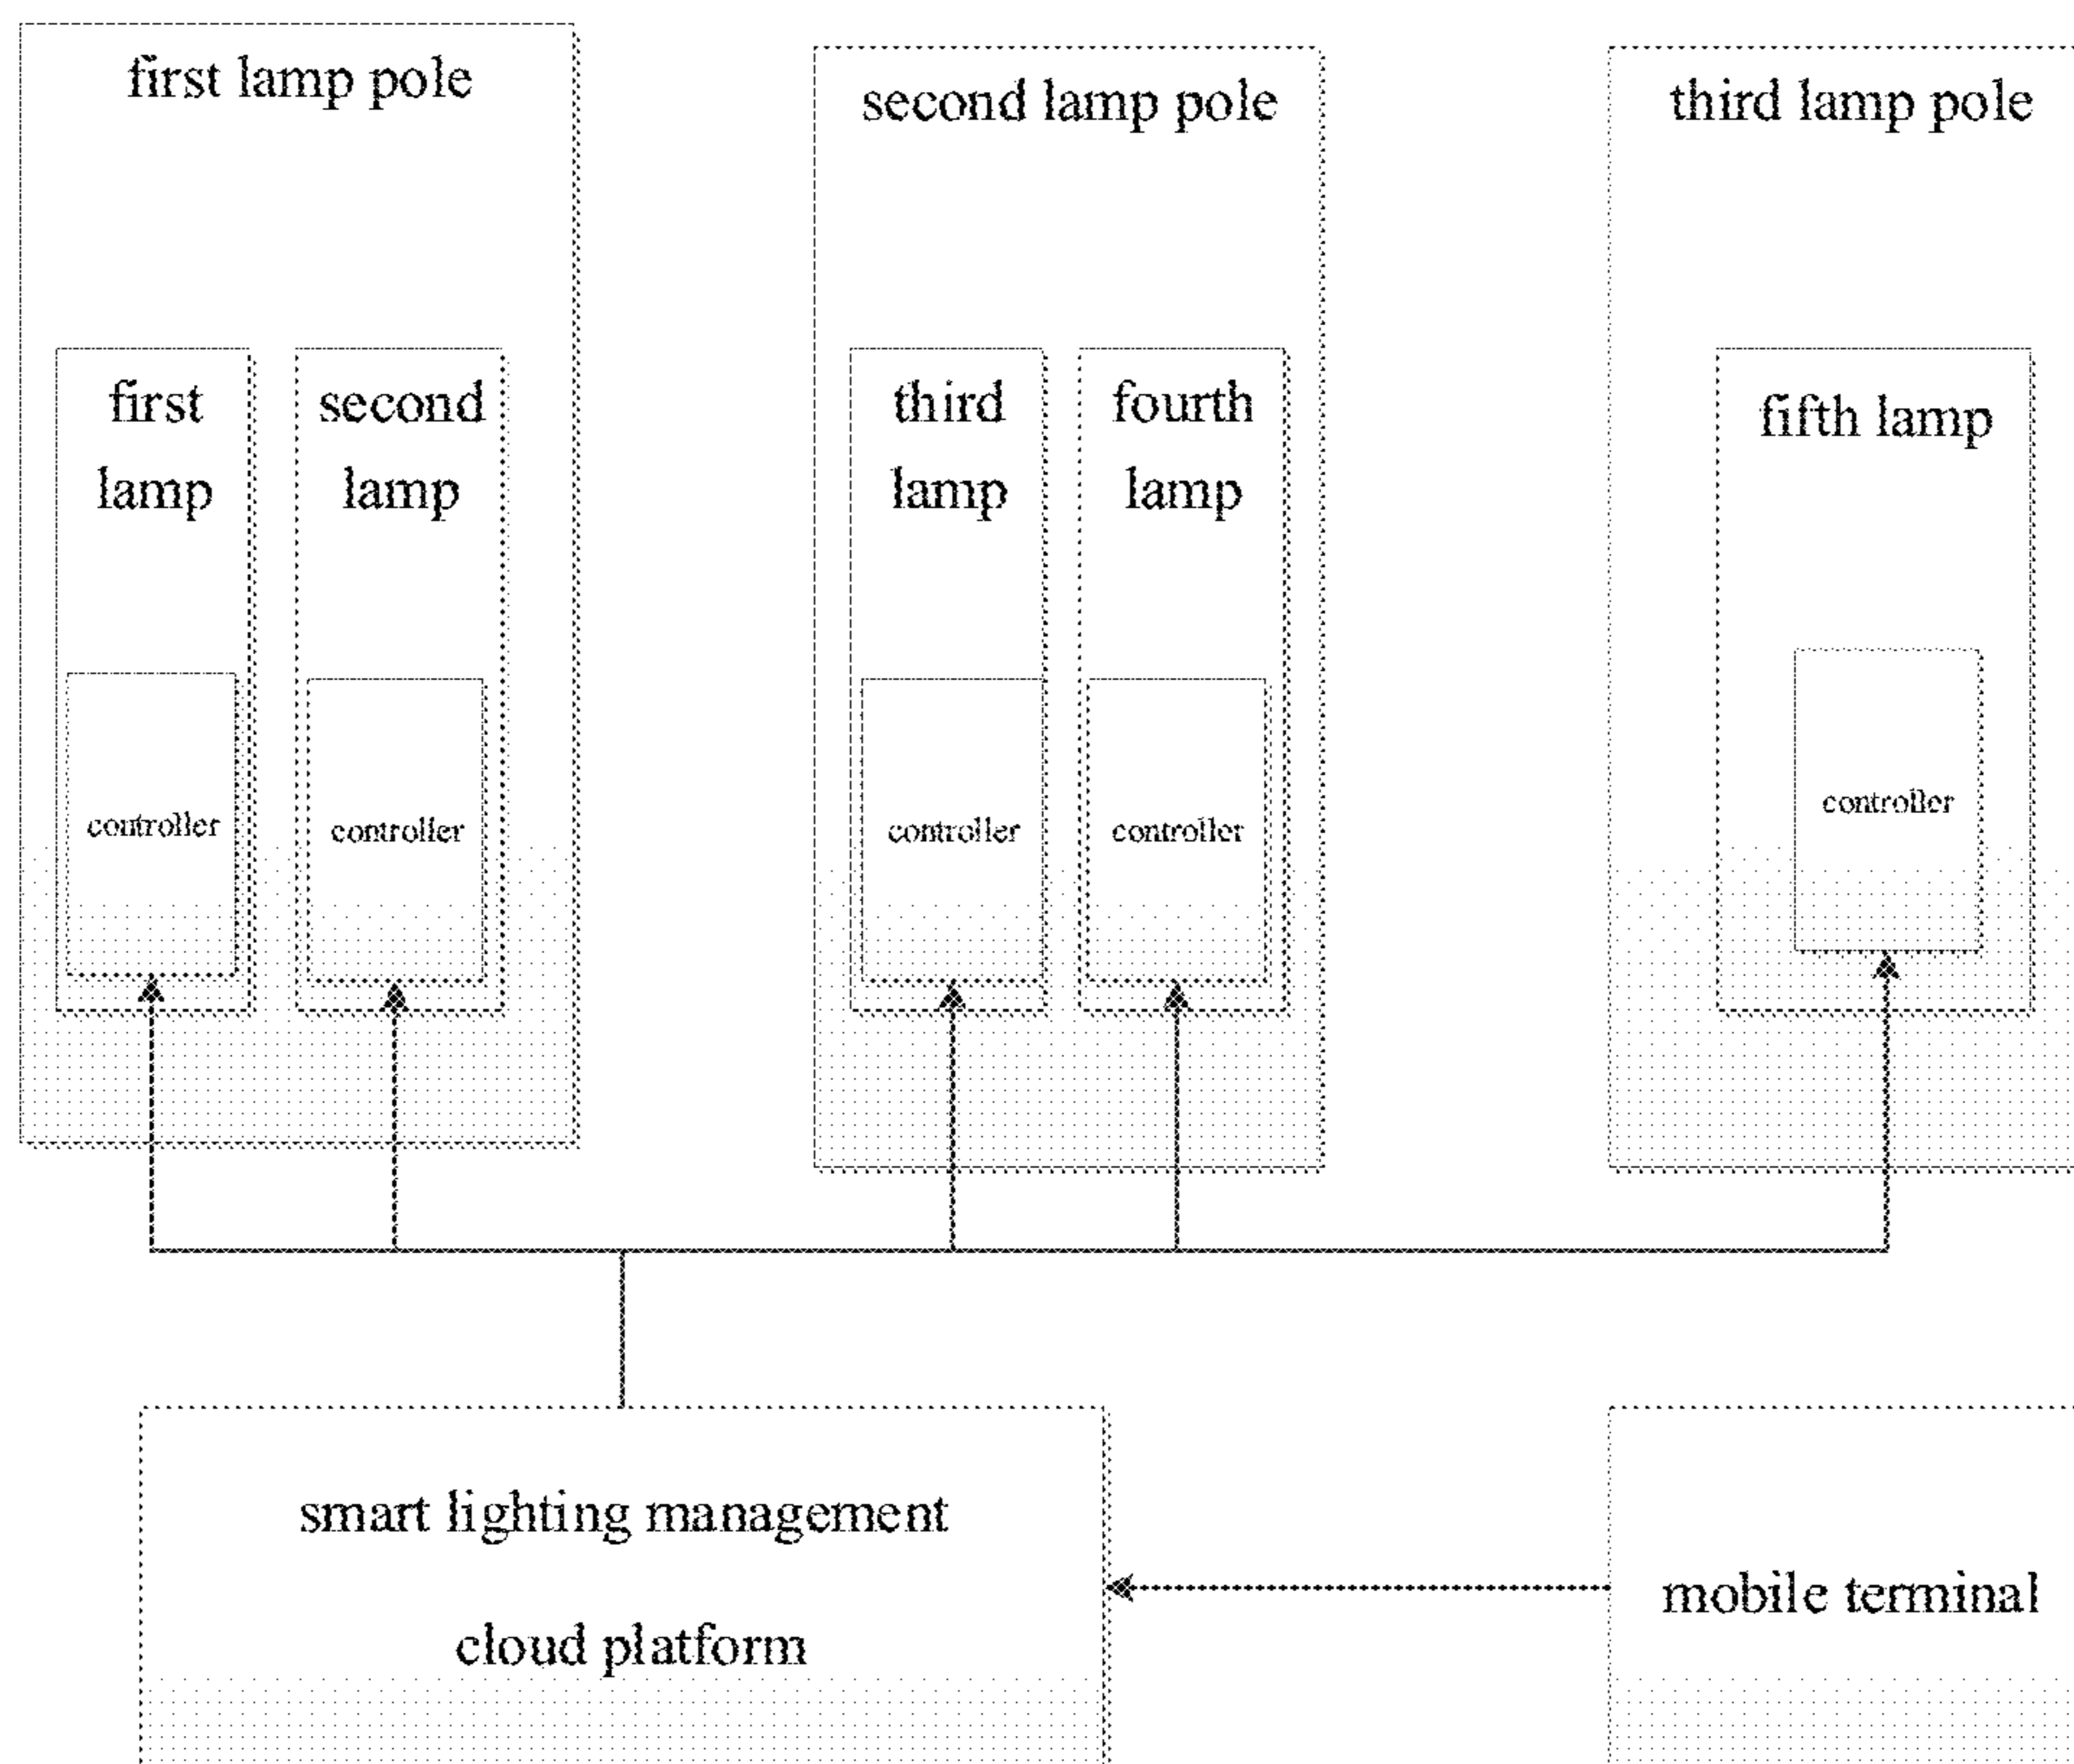 first lamp pole
second lamp pole
third lamp pole
first
lamp
second
lamp
third
lamp
fourth
lamp
fifth lamp
controller
controller
controller
controller
controller
smart lighting management
cloud platform
mobile terminal